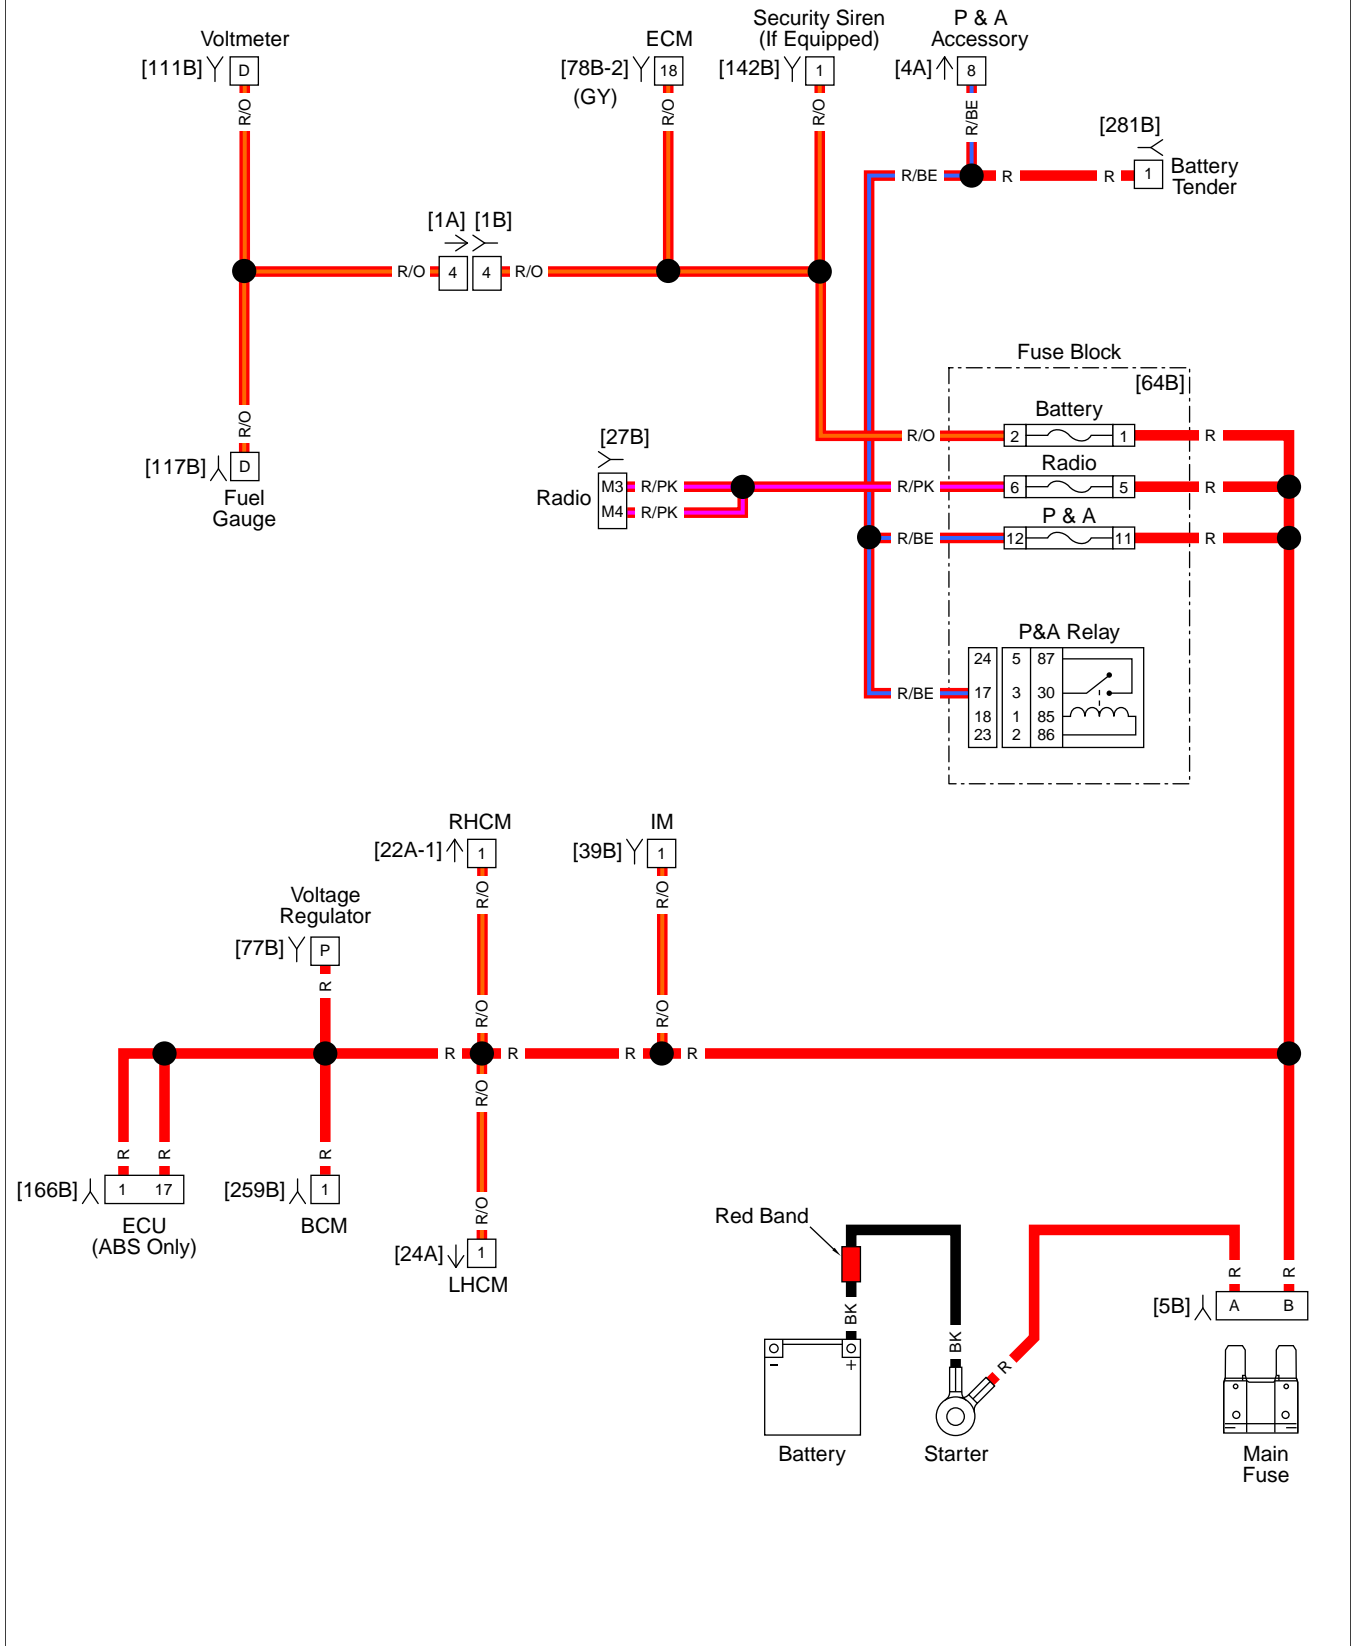 Voltmeter
[111B]
D
R/O
ECM
[78B-2]
18
(GY)
R/O
Security Siren
(If Equipped)
[142B]
1
R/O
P & A
Accessory
[4A]
8
R/BE
[281B]
R/BE
R
R
1
Battery
Tender
[1A]
[1B]
R/O
4
4
R/O
R/O
[117B]
D
Fuel
Gauge
Fuse Block
[64B]
Battery
R/O
2
1
R
[27B]
Radio
Radio
M3
R/PK
R/PK
6
5
R
M4
R/PK
P & A
R/BE
12
11
R
P&A Relay
24
5
87
R/BE
17
3
30
18
1
85
23
2
86
RHCM
[22A-1]
1
R/O
IM
[39B]
1
R/O
Voltage
Regulator
[77B]
P
R
R/O
R/O
R
R
R
R
R/O
R
R
R
[166B]
1
17
ECU
(ABS Only)
[259B]
1
BCM
R/O
[24A]
1
LHCM
Red Band
BK
BK
R
R
R
[5B]
A
B
-
+
Battery
Starter
Main
Fuse